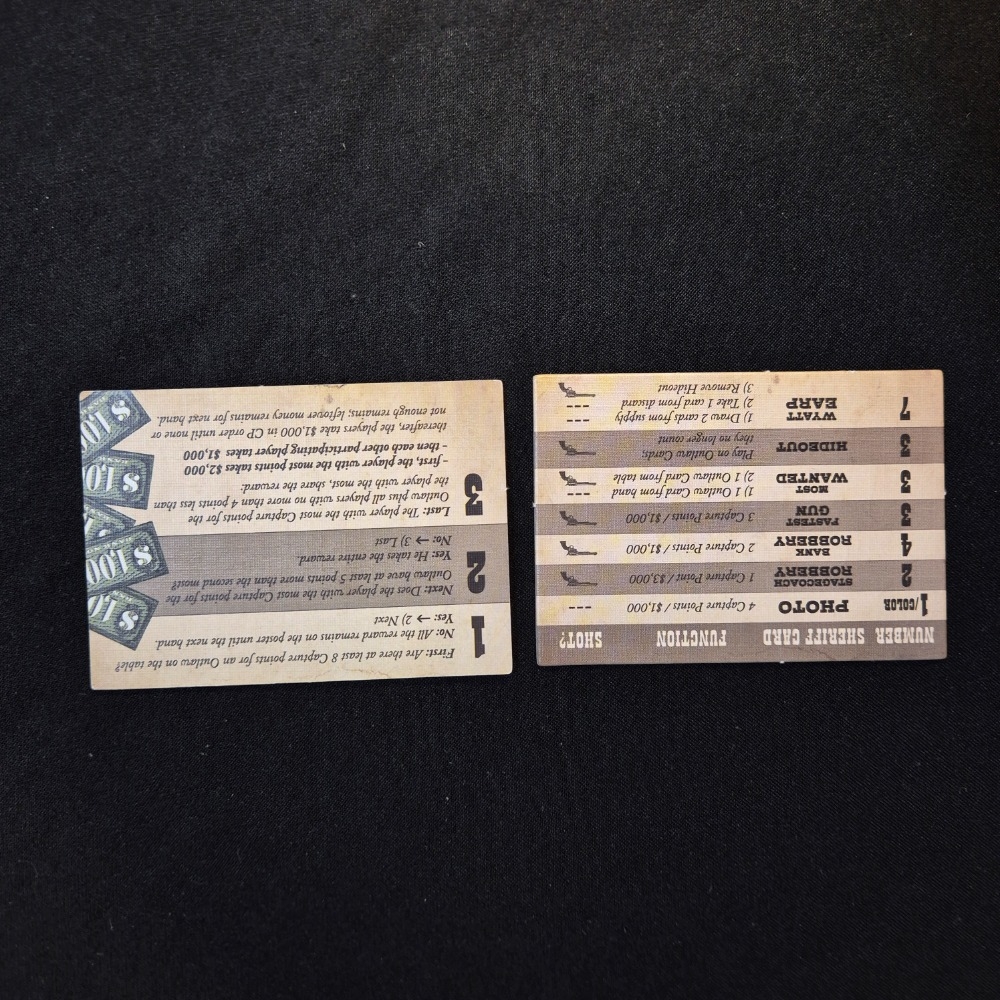 NUMBER SHERIFF CARD FUNCTION SHOT?
1/COLOR PHOTO 4 Capture Points / $1,000 ---
2 STAGECOACH ROBBERY 1 Capture Point / $3,000
4 BANK ROBBERY 2 Capture Points / $1,000
3 FASTEST GUN 3 Capture Points / $1,000
3 MOST WANTED 1) 1 Outlaw Card from hand ---
2) 1 Outlaw Card from table
3 HIDEOUT Play on Outlaw Cards;
they no longer count
7 WYATT EARP 1) Draw 2 cards from supply ---
2) Take 1 card from discard ---
3) Remove Hideout
1 First: Are there at least 8 Capture points for an Outlaw on the table?
No: All the reward remains on the poster until the next hand.
Yes: → 2) Next
2 Next: Does the player with the most Capture points for the
Outlaw have at least 5 points more than the second most?
Yes: He takes the entire reward.
No: → 3) Last
3 Last: The player with the most Capture points for the
Outlaw plus all players with no more than 4 points less than
the player with the most, share the reward:
– first, the player with the most points takes $2,000
– then each other participating player takes $1,000
thereafter, the players take $1,000 in CP order until none or
not enough remains; leftover money remains for next hand.